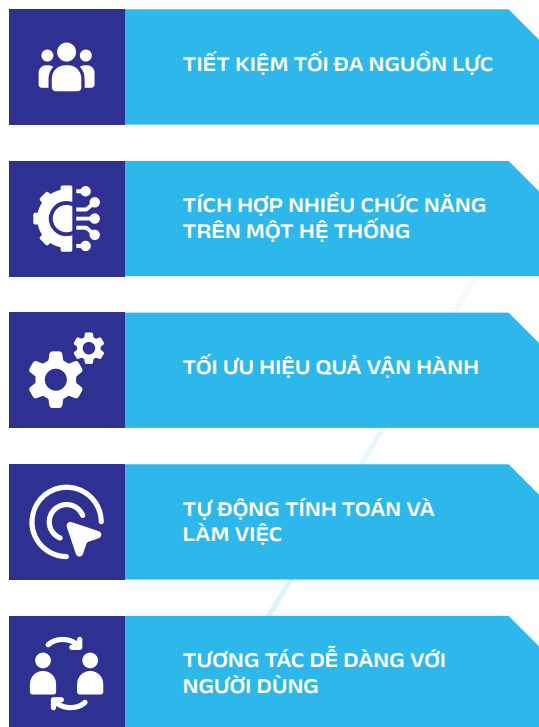 TIẾT KIỆM TỐI ĐA NGUỒN LỰC
TÍCH HỢP NHIỀU CHỨC NĂNG
TRÊN MỘT HỆ THỐNG
TỐI ƯU HIỆU QUẢ VẬN HÀNH
TỰ ĐỘNG TÍNH TOÁN VÀ
LÀM VIỆC
TƯƠNG TÁC DỄ DÀNG VỚI
NGƯỜI DÙNG